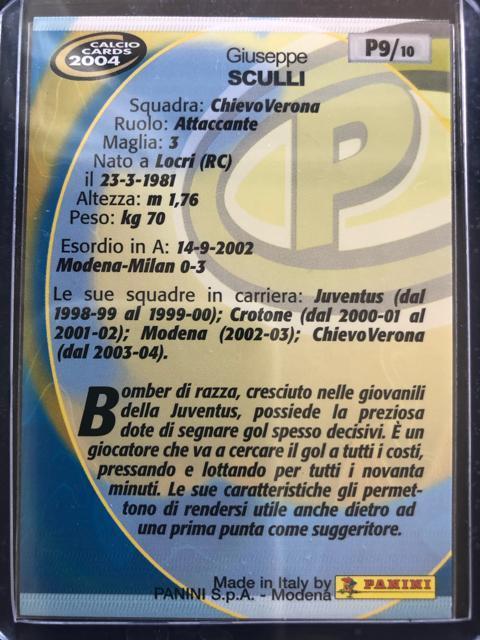 CALCIO
CARDS
2004
Giuseppe
SCULLI
P9/10
Squadra: ChievoVerona
Ruolo: Attaccante
Maglia: 3
Nato a Locri (RC)
il 23-3-1981
Altezza: m 1,76
Peso: kg 70
Esordio in A: 14-9-2002
Modena-Milan 0-3
Le sue squadre in carriera: Juventus (dal
1998-99 al 1999-00); Crotone (dal 2000-01 al
2001-02); Modena (2002-03); ChievoVerona
(dal 2003-04).
Bomber di razza, cresciuto nelle giovanili
della Juventus, possiede la preziosa
dote di segnare gol spesso decisivi. È un
giocatore che va a cercare il gol a tutti i costi,
pressando e lottando per tutti i novanta
minuti. Le sue caratteristiche gli permet-
tono di rendersi utile anche dietro ad
una prima punta come suggeritore.
Made in Italy by
PANINI S.p.A. - Modena
PANINI
P